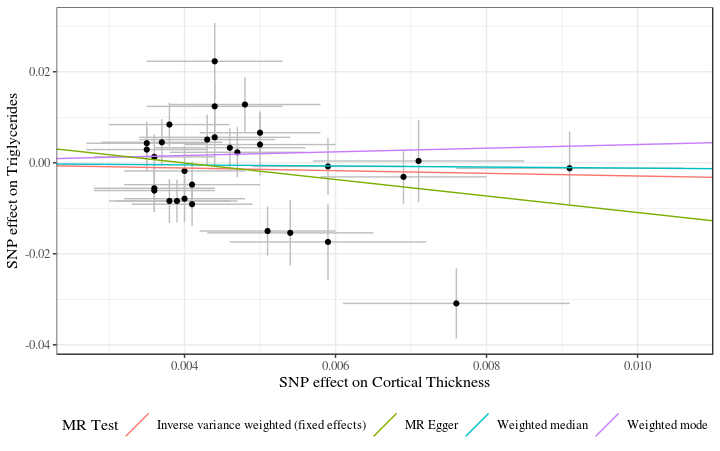 SNP effect on Triglycerides
0.02
0.00
-0.02
-0.04
0.004 0.006 0.008 0.010
SNP effect on Cortical Thickness
MR Test Inverse variance weighted (fixed effects) MR Egger Weighted median Weighted mode